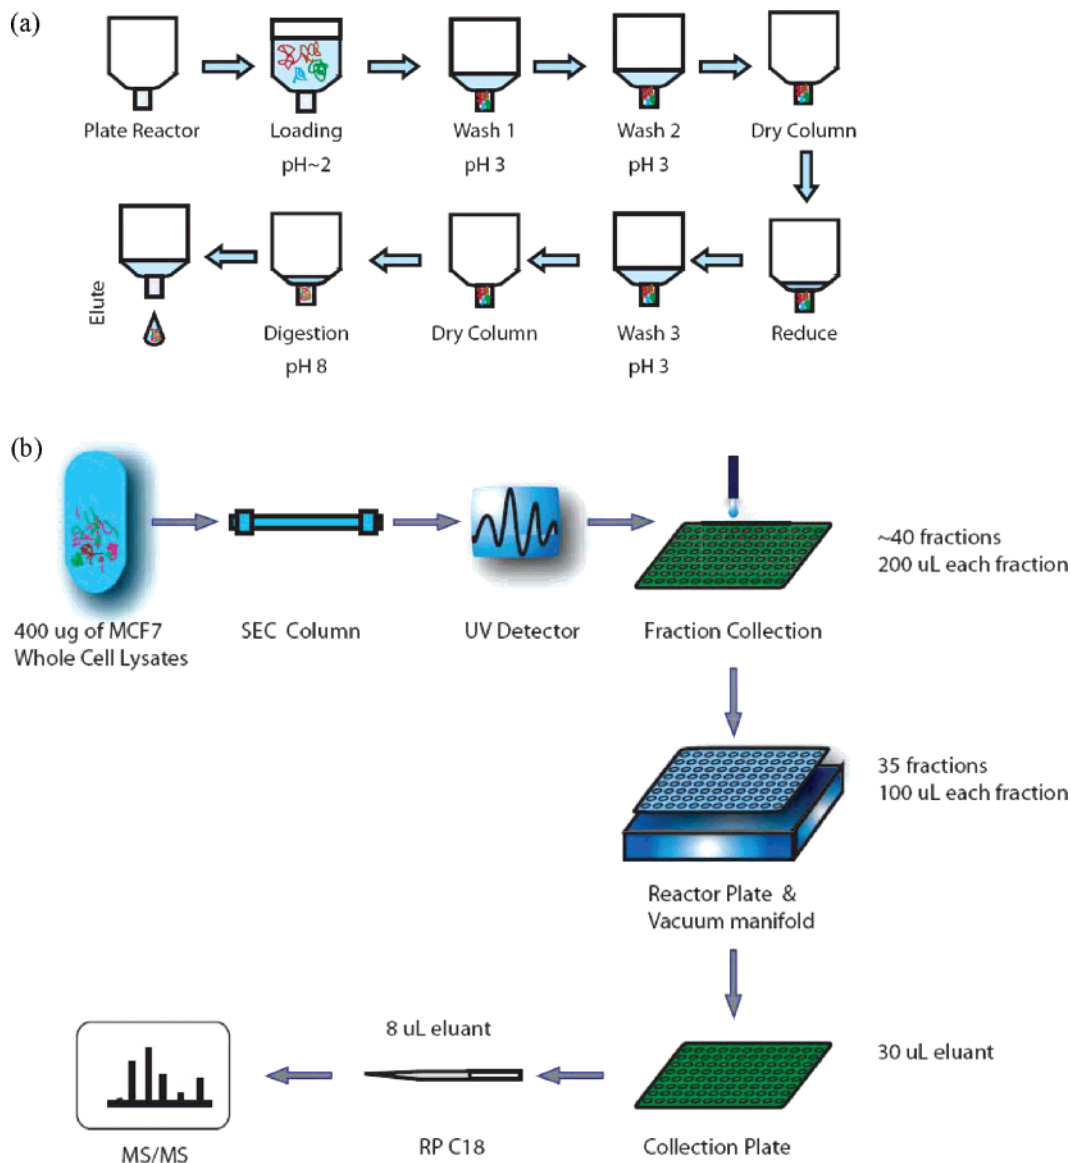 (a)
Plate Reactor
Loading
Wash 1
Wash 2
Dry Column
pH~2
pH 3
pH 3
Elute
Digestion
Dry Column
Wash 3
Reduce
pH 8
pH 3
(b)
~40 fractions
200 uL each fraction
400 ug of MCF7
Whole Cell Lysates
SEC Column
UV Detector
Fraction Collection
35 fractions
100 uL each fraction
Reactor Plate &
Vacuum manifold
8 uL eluant
30 uL eluant
MS/MS
RP C18
Collection Plate